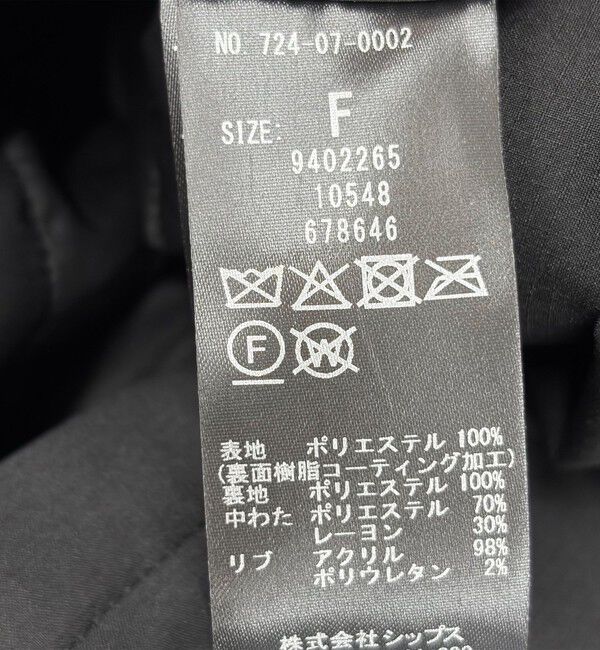 NO 724-07-0002
SIZE: F
9402265
10548
678646
F W
表地 ポリエステル 100%
(裏面樹脂コーティング加工)
裏地 ポリエステル 100%
中わた ポリエステル 70%
レーヨン 30%
リブ アクリル 98%
ポリウレタン 2%
株式会社シップス